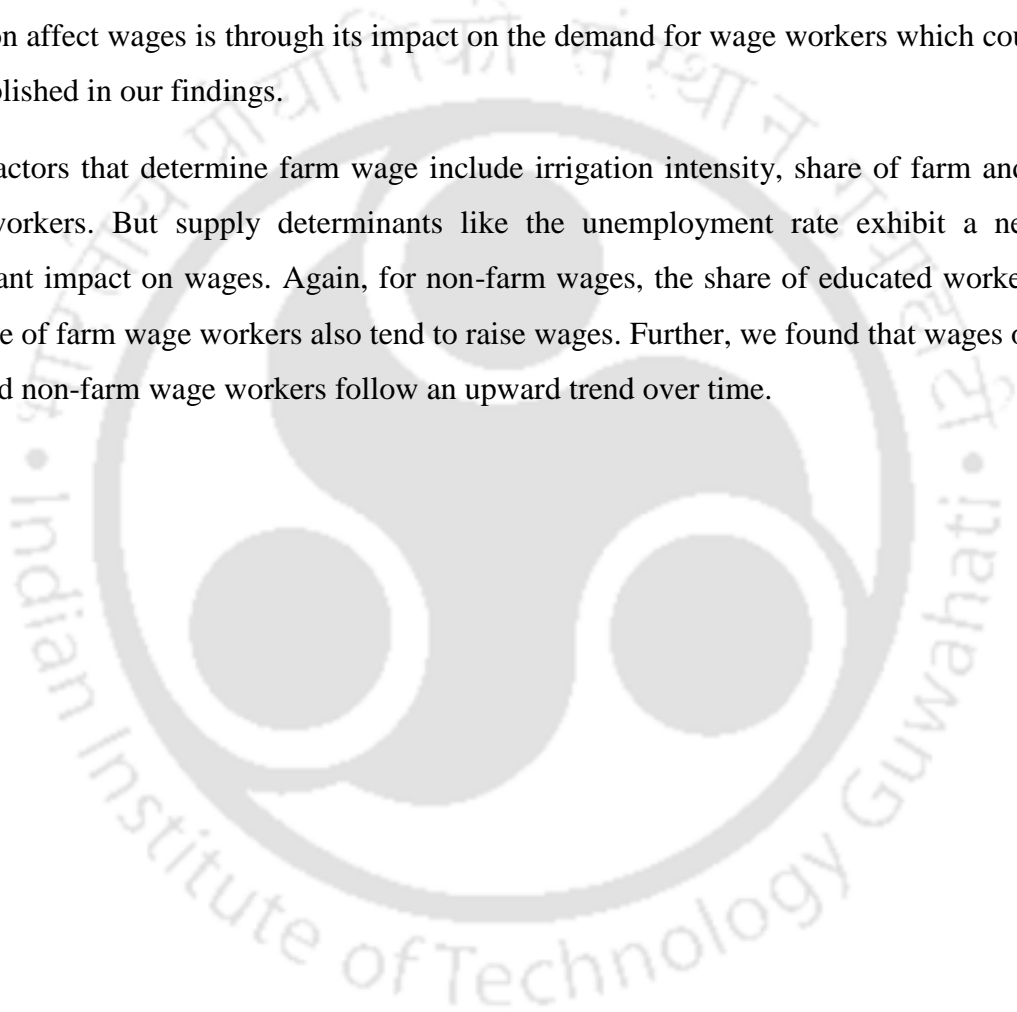 on affect wages is through its impact on the demand for wage workers which cou
olished in our findings.
actors that determine farm wage include irrigation intensity, share of farm and
workers. But supply determinants like the unemployment rate exhibit a ne
ant impact on wages. Again, for non-farm wages, the share of educated worke
e of farm wage workers also tend to raise wages. Further, we found that wages o
d non-farm wage workers follow an upward trend over time.
Indian Institute of Technology Guwahati